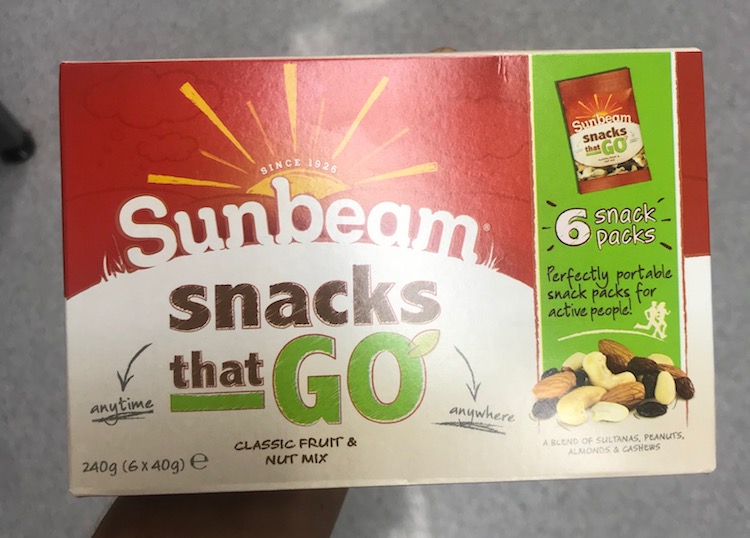 SINCE 1926
Sunbeam®
snacks
that GO
anytime
anywhere
CLASSIC FRUIT &
NUT MIX
240g (6 x 40g) ℮
Sunbeam
snacks
that GO
6 snack
packs
Perfectly portable
snack packs for
active people!
A BLEND OF SULTANAS, PEANUTS,
ALMONDS & CASHEWS